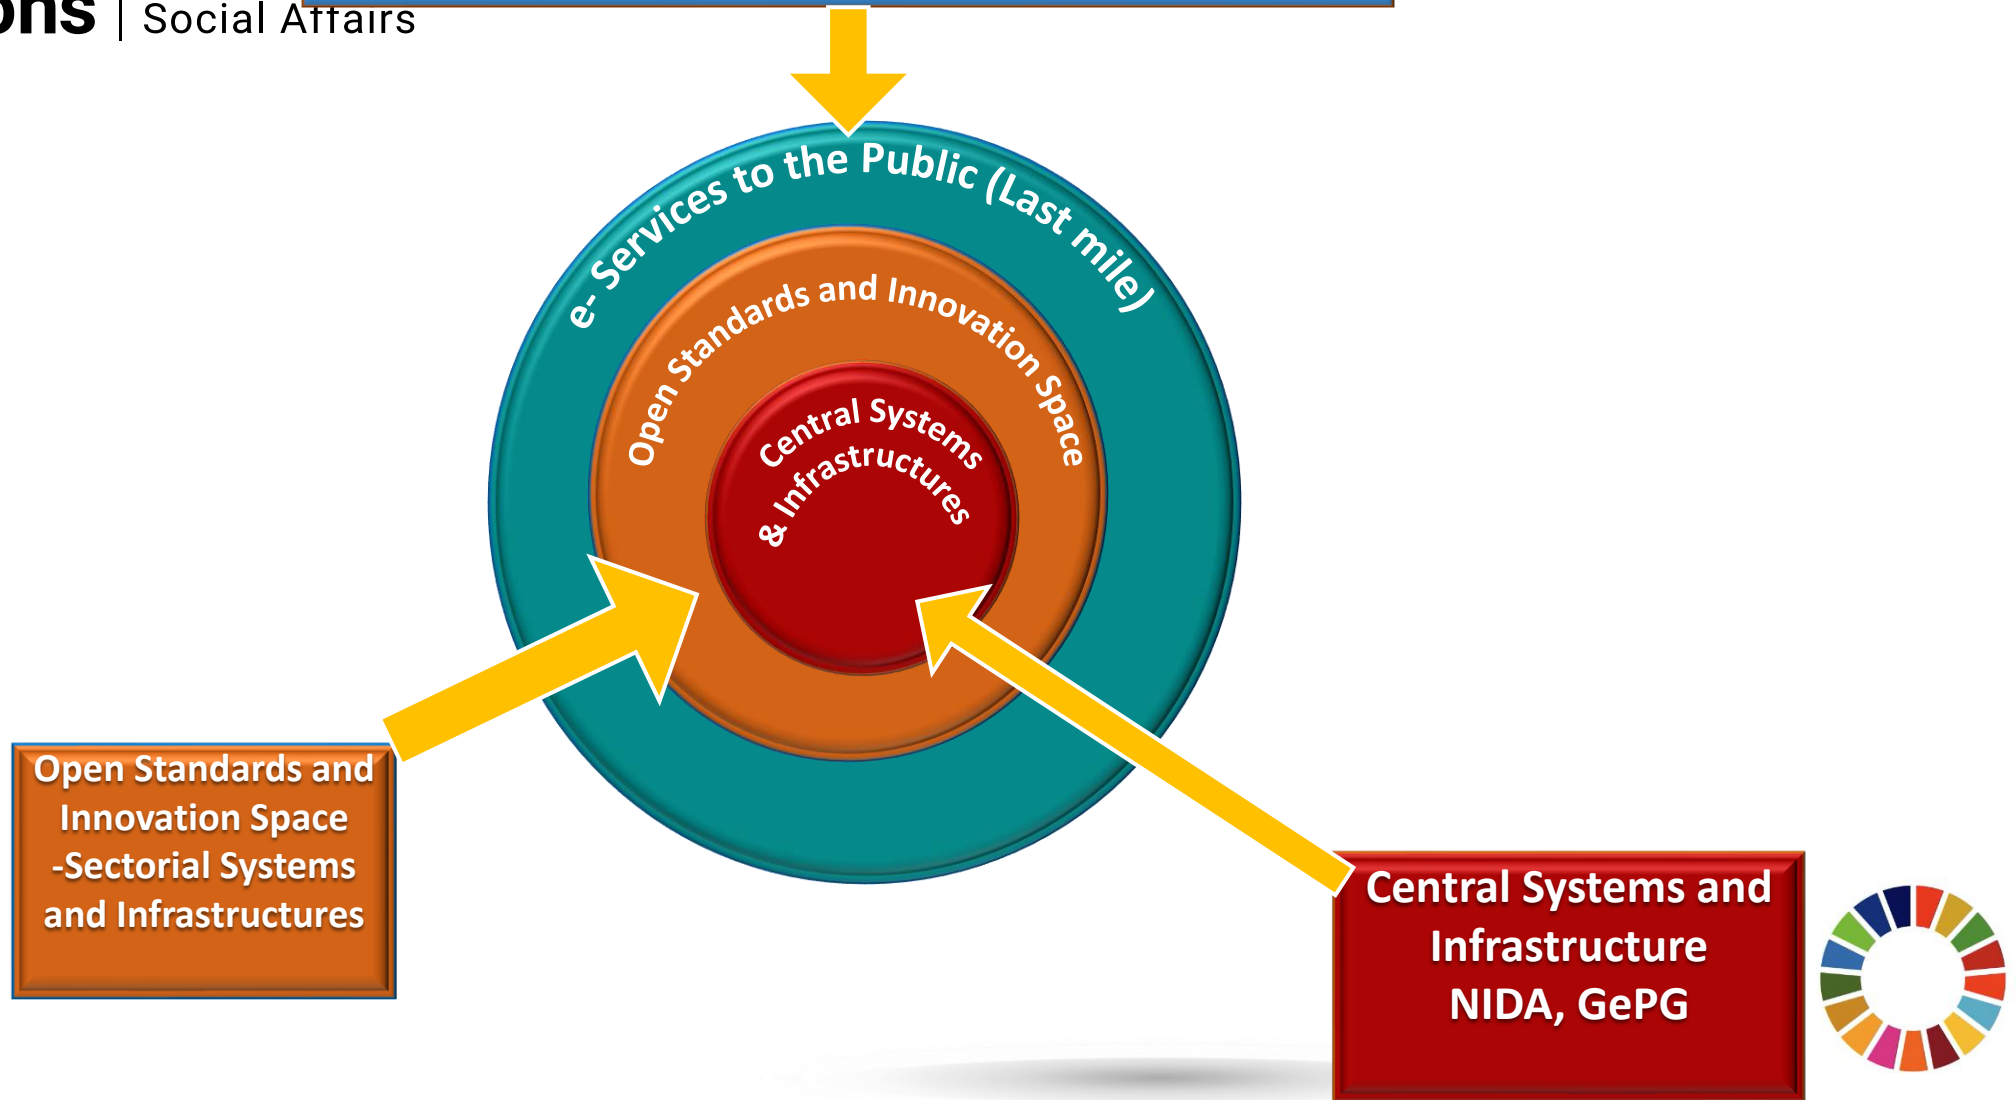 Social Affairs
e- Services to the Public (Last mile)
Open Standards and Innovation Space
Central Systems
& Infrastructures
Open Standards and
Innovation Space
-Sectorial Systems
and Infrastructures
Central Systems and
Infrastructure
NIDA, GePG